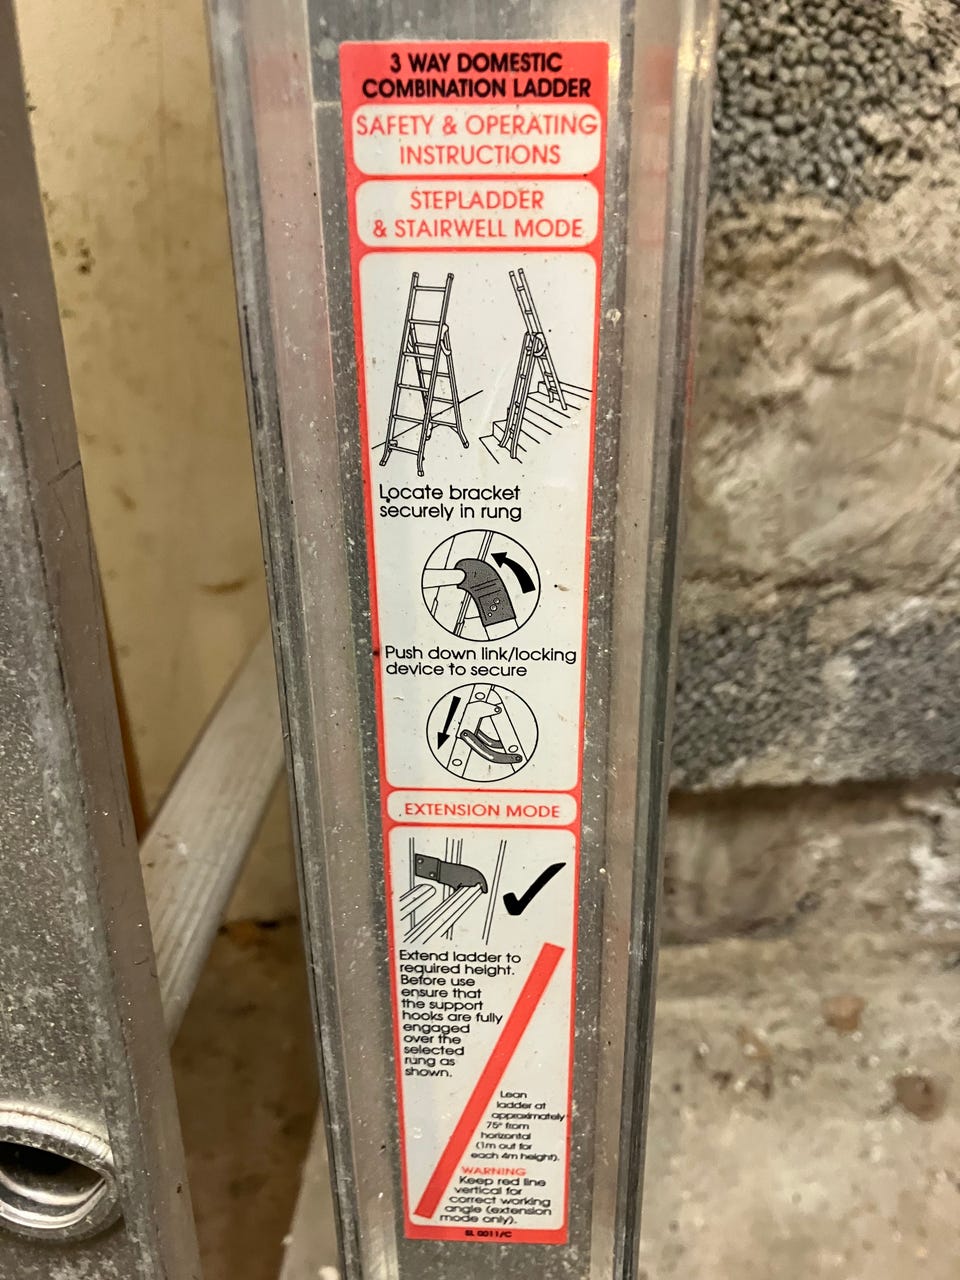 3 WAY DOMESTIC
COMBINATION LADDER
SAFETY & OPERATING
INSTRUCTIONS
STEPLADDER
& STAIRWELL MODE
Locate bracket
securely in rung
Push down link/locking
device to secure
EXTENSION MODE
Extend ladder to
required height.
Before use
ensure that
the support
hooks are fully
engaged
over the
selected
rung as
shown.
Lean
ladder at
approximately
75° from
horizontal
(1m out for
each 4m height).
WARNING
Keep red line
vertical for
correct working
angle (extension
mode only).
SL 0011/C